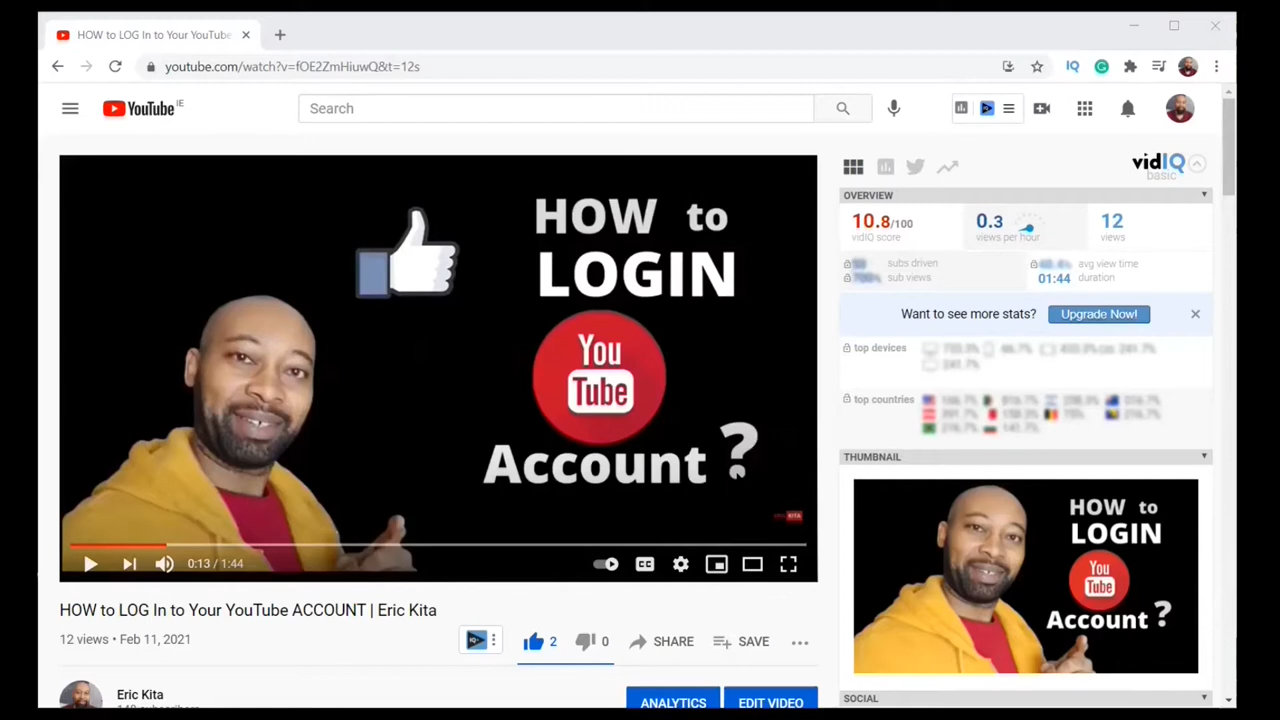 HOW to LOG In to Your YouTube
youtube.com/watch?v=fOE2ZmHiuwQ&t=12s
IQ
YouTube IE
Search
HOW to
LOGIN
You
Tube
Account ?
KITA
0:13 / 1:44
CC
HOW to LOG In to Your YouTube ACCOUNT | Eric Kita
12 views • Feb 11, 2021
2
0
SHARE
SAVE
Eric Kita
ANALYTICS
EDIT VIDEO
vidIQ
basic
OVERVIEW
10.8/100
vidIQ score
0.3
views per hour
12
views
subs driven
sub views
avg view time
01:44 duration
Want to see more stats? Upgrade Now!
top devices
top countries
THUMBNAIL
HOW to
LOGIN
You
Tube
Account ?
SOCIAL